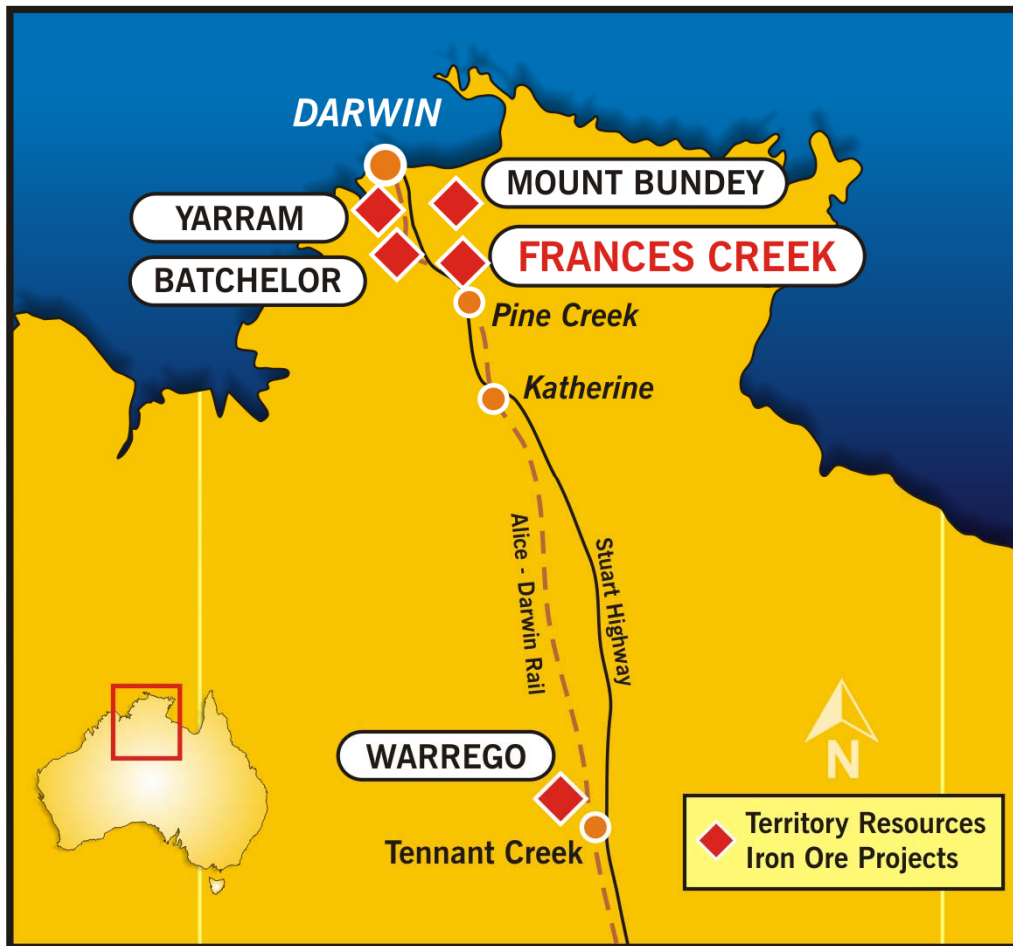 DARWIN
MOUNT BUNDEY
YARRAM
FRANCES CREEK
BATCHELOR
Pine Creek
Katherine
Alice - Darwin Rail
Stuart Highway
WARREGO
N
Tennant Creek
Territory Resources
Iron Ore Projects